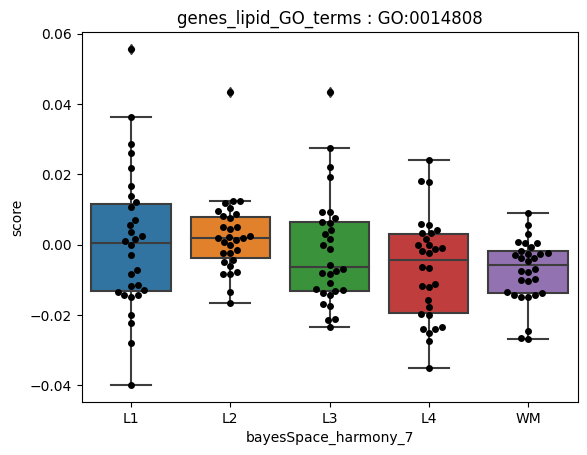 genes_lipid_GO_terms : GO:0014808
0.06
0.04
0.02
0.00
−0.02
−0.04
score
L1 L2 L3 L4 WM
bayesSpace_harmony_7